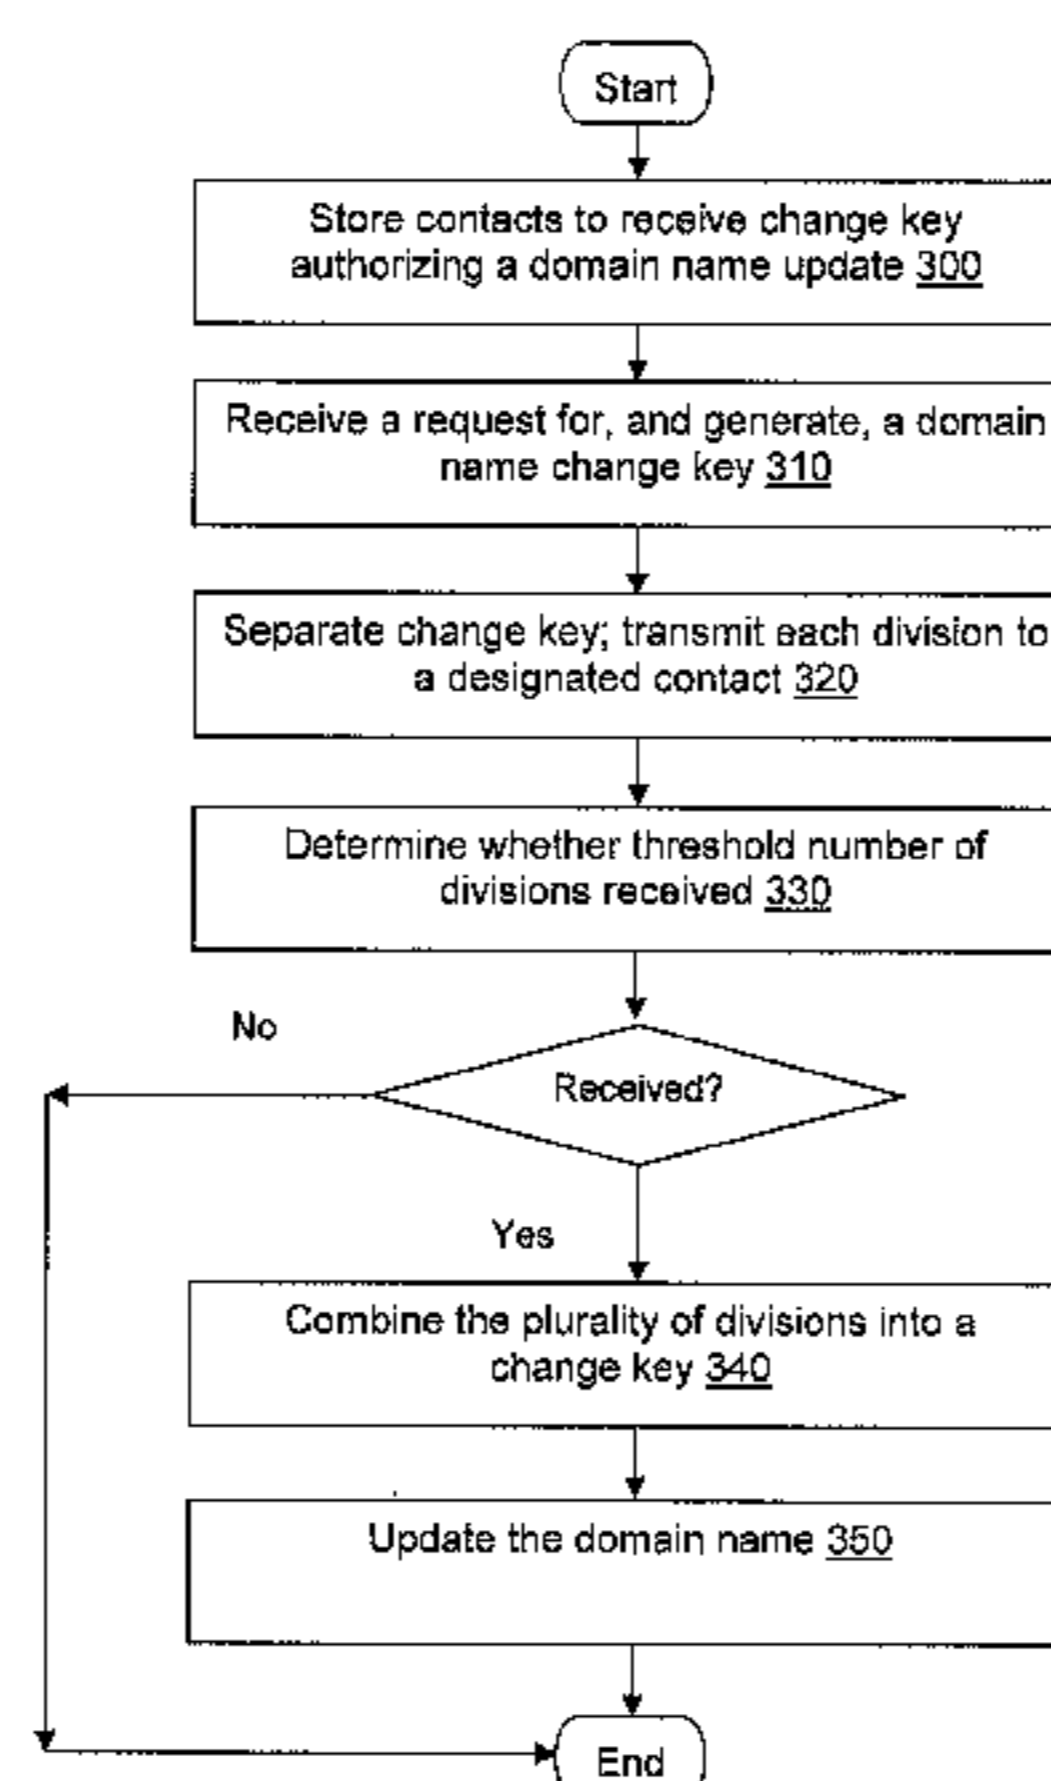 Start
Store contacts to receive change key
authorizing a domain name update 300
Receive a request for, and generate, a domain
name change key 310
Separate change key; transmit each division to
a designated contact 320
Determine whether threshold number of
divisions received 330
No
Received?
Yes
Combine the plurality of divisions into a
change key 340
Update the domain name 350
End